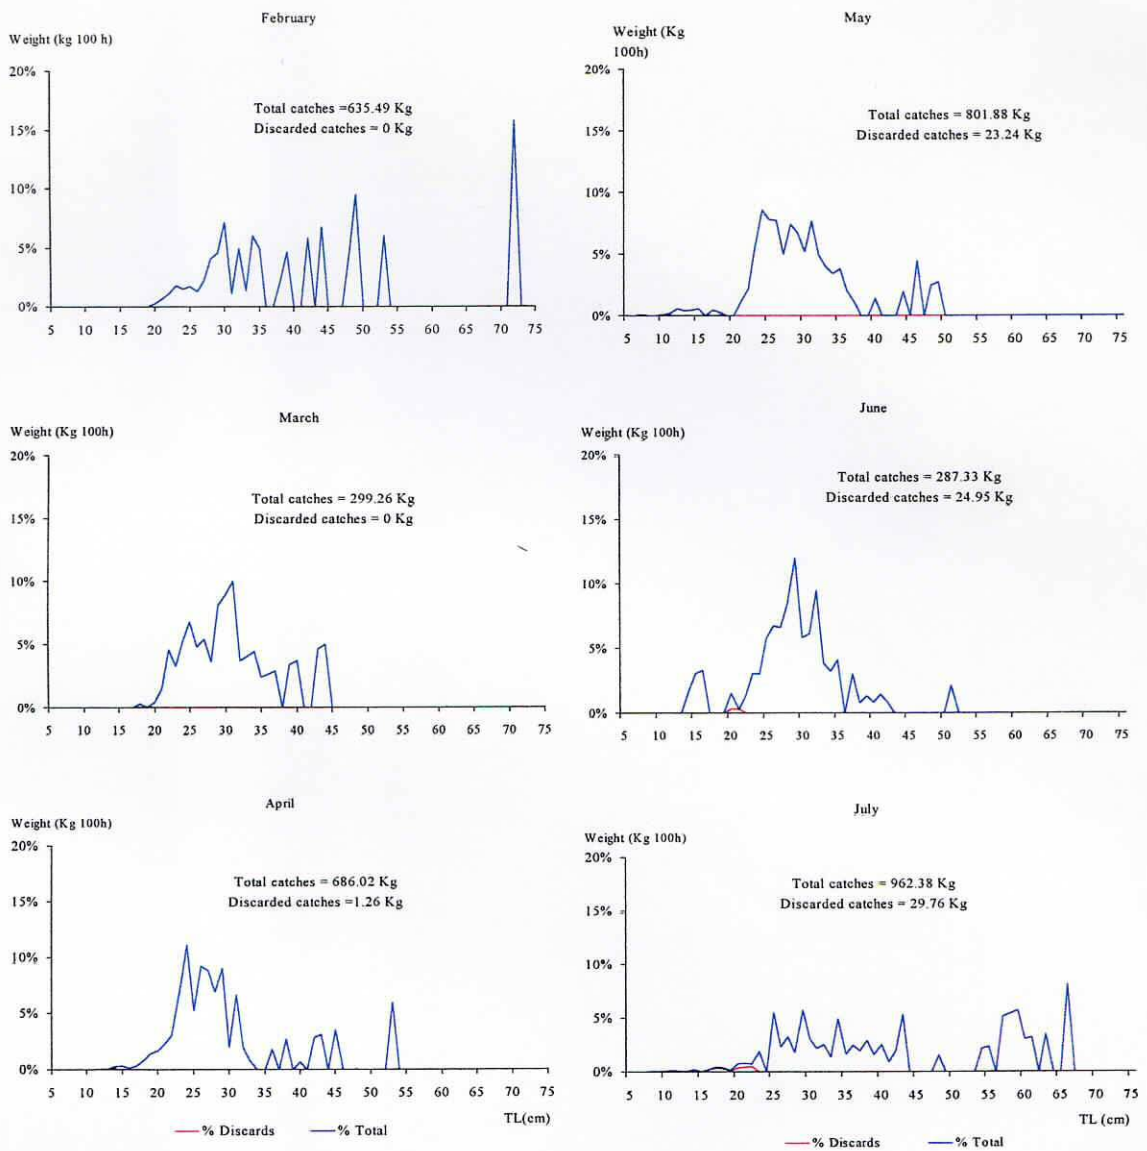 February
Weight (kg 100 h)
20%
15%
10%
5%
0%
Total catches =635.49 Kg
Discarded catches = 0 Kg
5 10 15 20 25 30 35 40 45 50 55 60 65 70 75
May
Weight (Kg
100h)
20%
15%
10%
5%
0%
Total catches = 801.88 Kg
Discarded catches = 23.24 Kg
5 10 15 20 25 30 35 40 45 50 55 60 65 70 75
March
Weight (Kg 100h)
20%
15%
10%
5%
0%
Total catches = 299.26 Kg
Discarded catches = 0 Kg
5 10 15 20 25 30 35 40 45 50 55 60 65 70 75
June
Weight (Kg 100h)
20%
15%
10%
5%
0%
Total catches = 287.33 Kg
Discarded catches = 24.95 Kg
5 10 15 20 25 30 35 40 45 50 55 60 65 70 75
April
Weight (Kg 100h)
20%
15%
10%
5%
0%
Total catches = 686.02 Kg
Discarded catches =1.26 Kg
5 10 15 20 25 30 35 40 45 50 55 60 65 70 75
TL(cm)
% Discards % Total
July
Weight (Kg 100h)
20%
15%
10%
5%
0%
Total catches = 962.38 Kg
Discarded catches = 29.76 Kg
5 10 15 20 25 30 35 40 45 50 55 60 65 70 75
TL (cm)
% Discards % Total